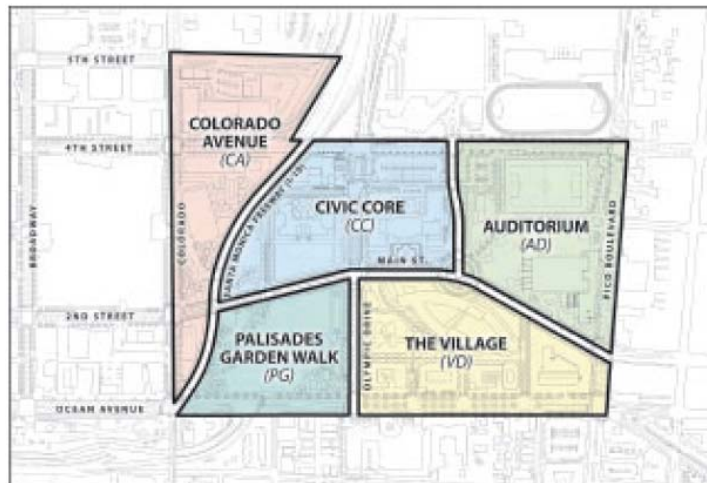 5TH STREET
COLORADO
AVENUE
(CA)
4TH STREET
SANTA MONICA FREEWAY (I-10)
CIVIC CORE
(CC)
AUDITORIUM
(AD)
BROADWAY
COLORADO
MAIN ST.
PICO BOULEVARD
2ND STREET
PALISADES
GARDEN WALK
(PG)
OLYMPIC DRIVE
THE VILLAGE
(VD)
OCEAN AVENUE